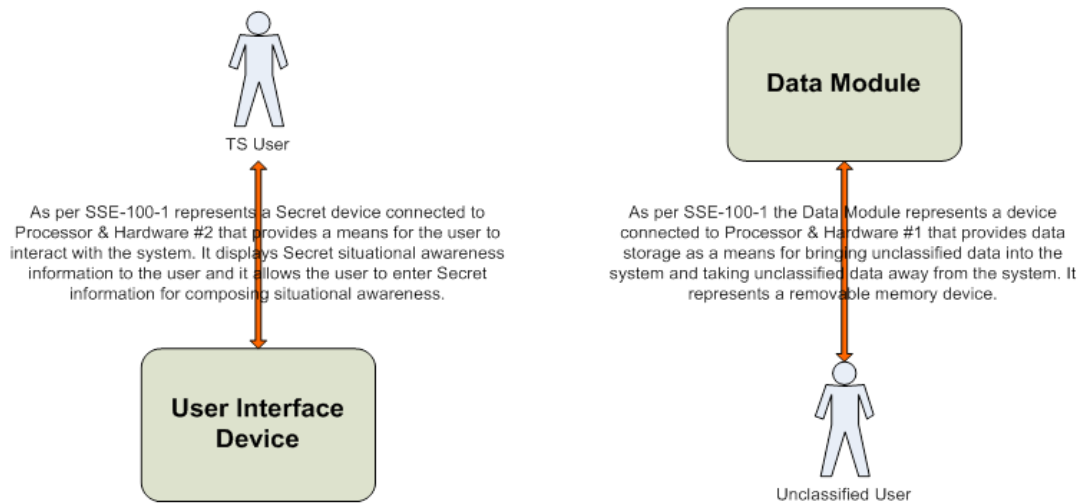 TS User
As per SSE-100-1 represents a Secret device connected to
Processor & Hardware #2 that provides a means for the user to
interact with the system. It displays Secret situational awareness
information to the user and it allows the user to enter Secret
information for composing situational awareness.
User Interface
Device
Data Module
As per SSE-100-1 the Data Module represents a device
connected to Processor & Hardware #1 that provides data
storage as a means for bringing unclassified data into the
system and taking unclassified data away from the system. It
represents a removable memory device.
Unclassified User